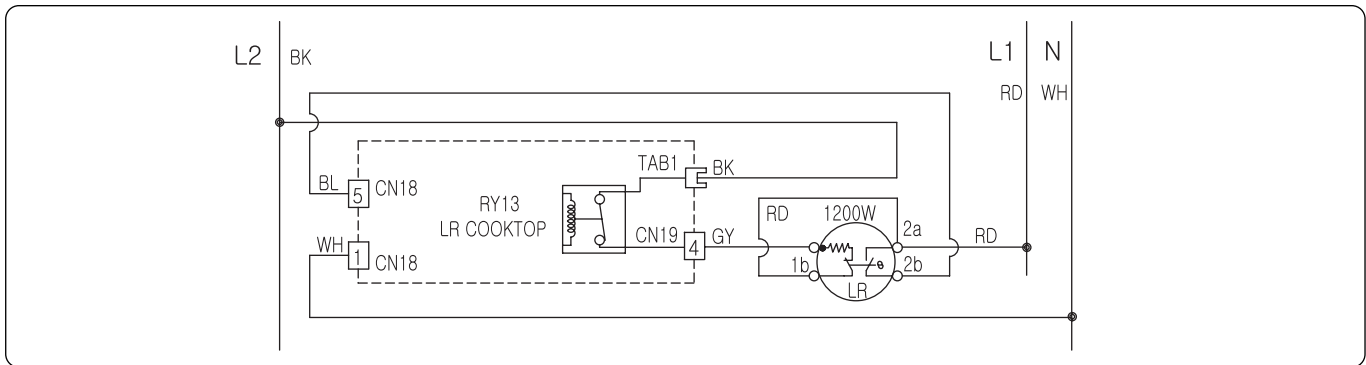 L2 BK L1 N
RD WH
TAB1 BK
BL 5 CN18
RY13
LR COOKTOP
RD 1200W
2a
WH 1 CN18
CN19 4 GY
RD
1b θ 2b
LR